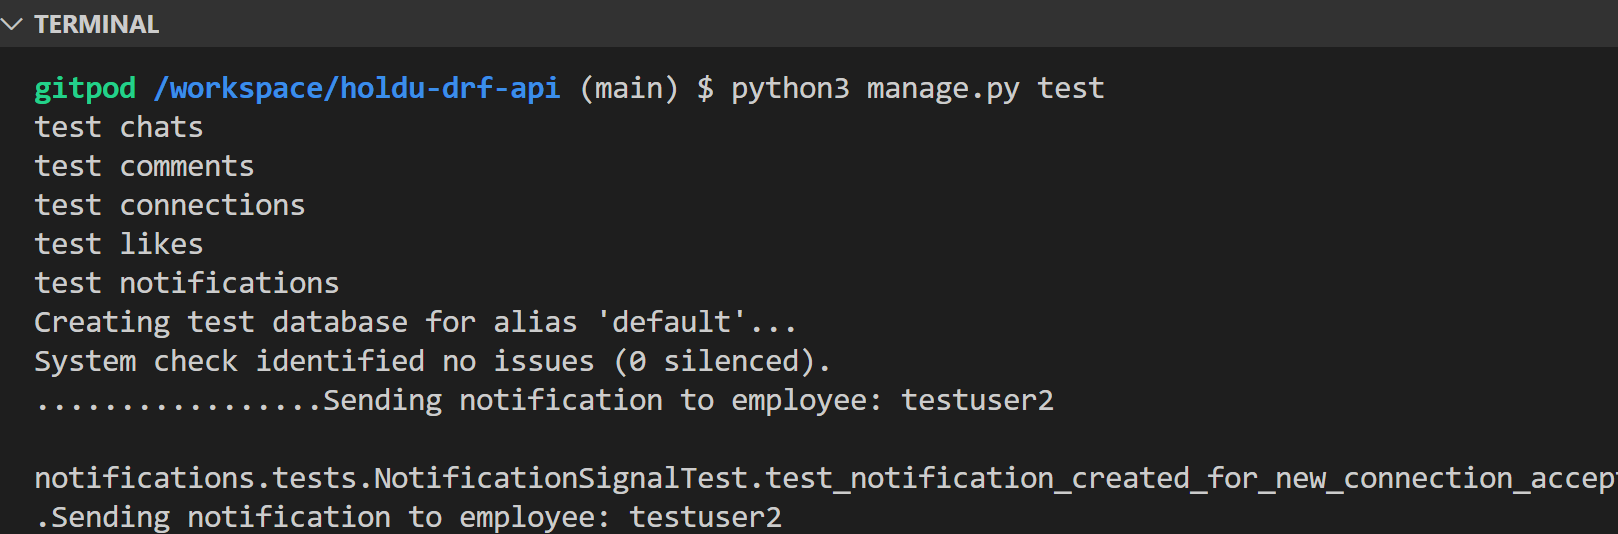 TERMINAL
gitpod /workspace/holdu-drf-api (main) $ python3 manage.py test
test chats
test comments
test connections
test likes
test notifications
Creating test database for alias 'default'...
System check identified no issues (0 silenced).
.................Sending notification to employee: testuser2
notifications.tests.NotificationSignalTest.test_notification_created_for_new_connection_accept
.Sending notification to employee: testuser2